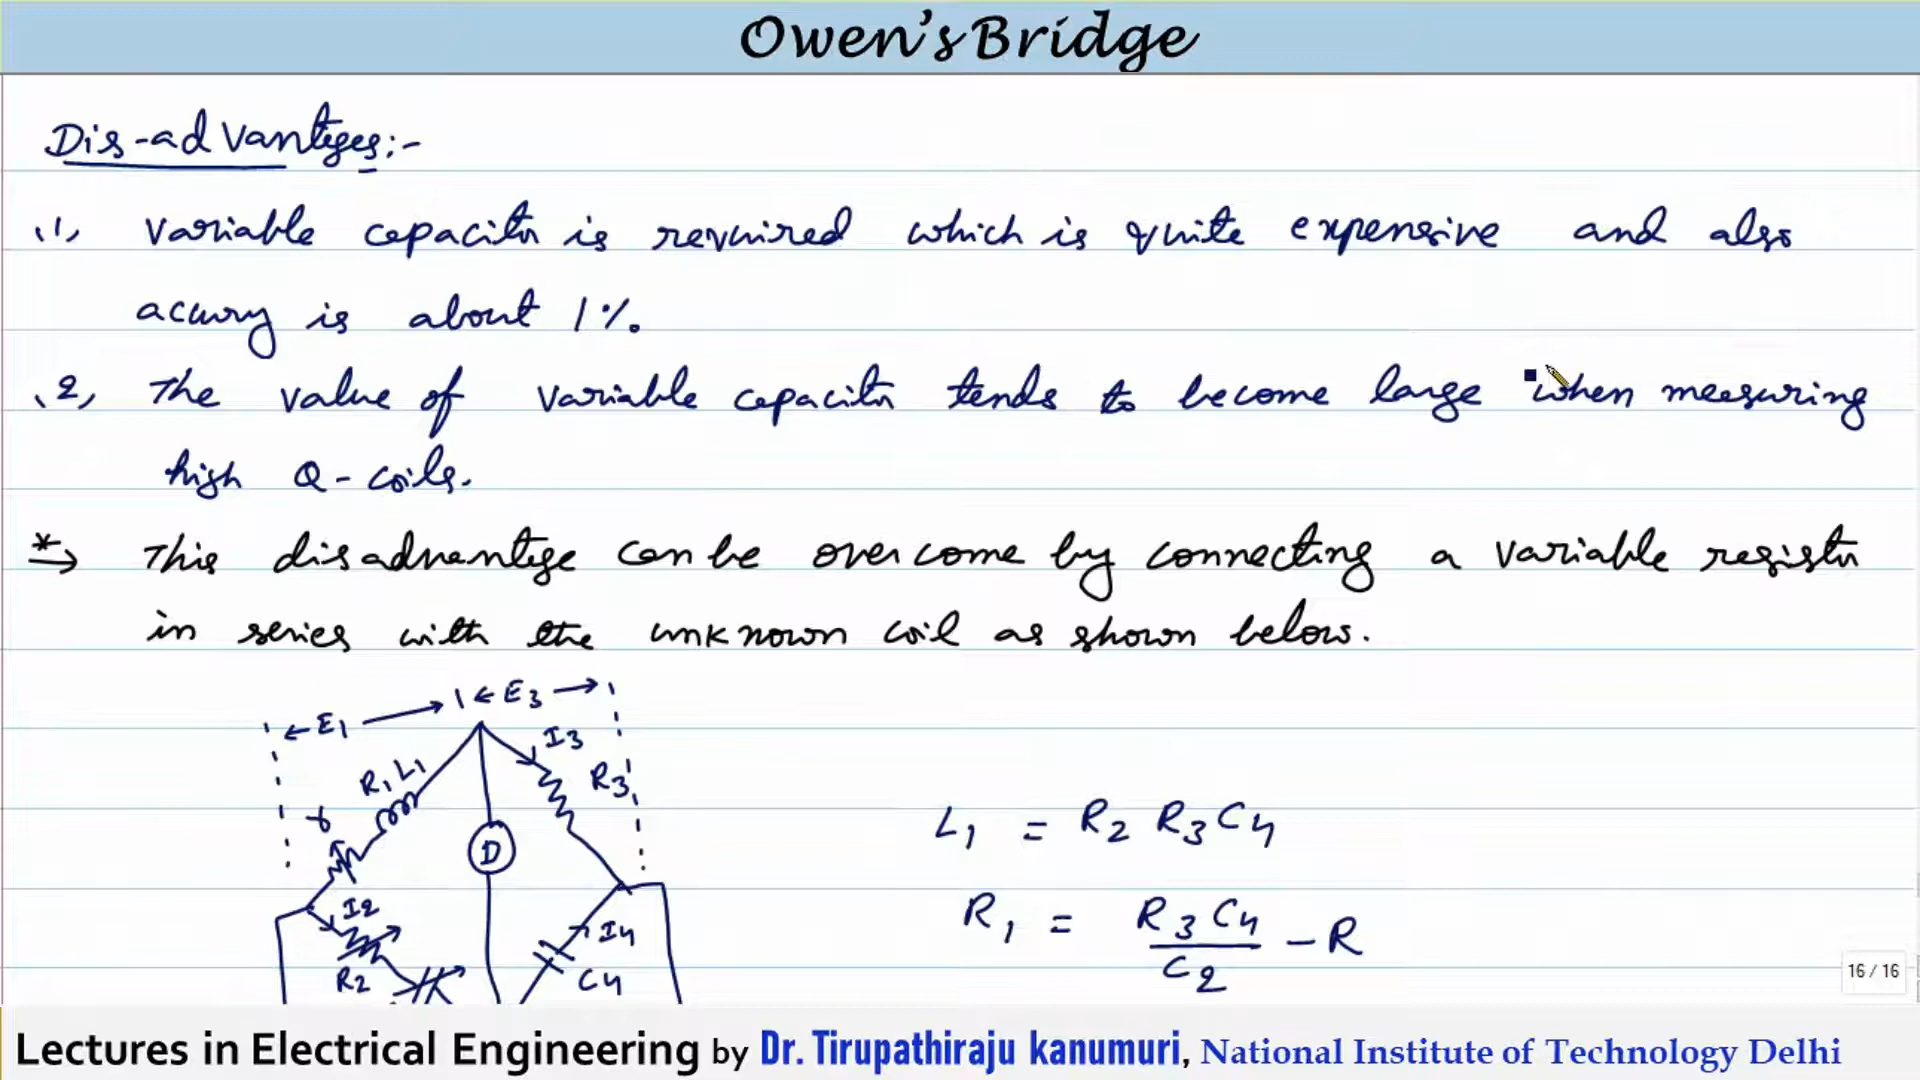 Owen's Bridge
Dis-advanteges:-
(1) Variable capacitor is required which is quite expensive and also
accury is about 1%.
(2) The value of variable capacitor tends to become large when measuring
high Q-coils.
*→ This disadvantege can be overcome by connecting a variable resistor
in series with the unknown coil as shown below.
←E1→ ←E3→
I3
R1 L1
R3
r
D
L1 = R2 R3 C4
I2
I4
R1 = R3 C4 / C2 - R
R2
C4
16 / 16
Lectures in Electrical Engineering by Dr. Tirupathiraju kanumuri, National Institute of Technology Delhi